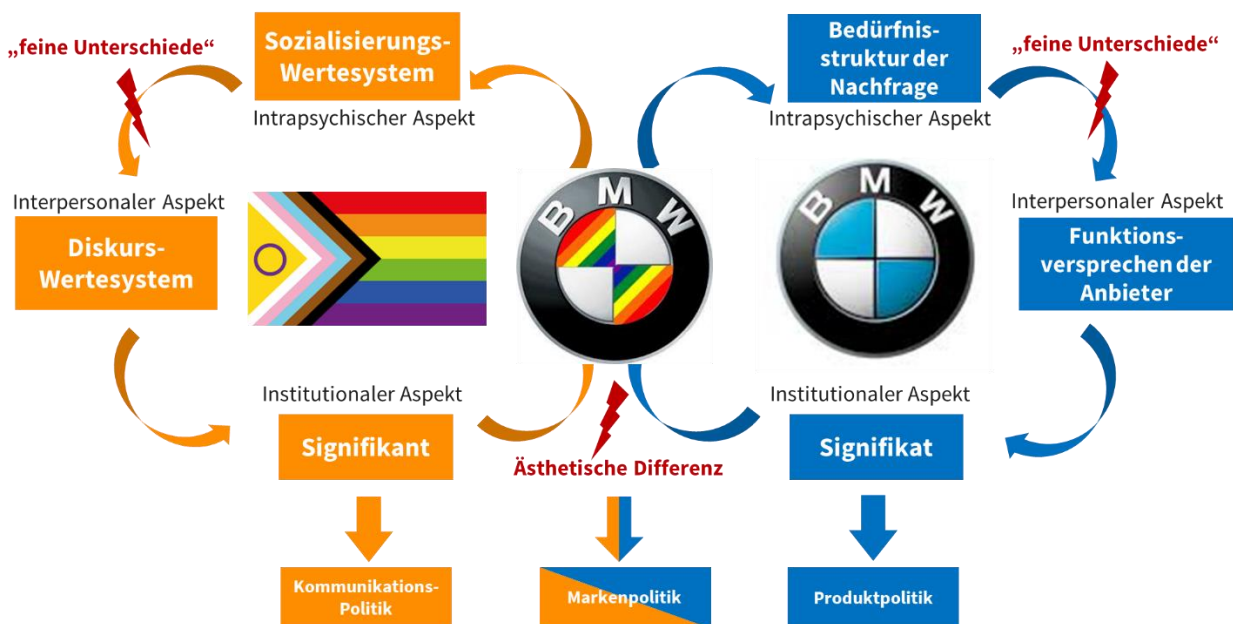 „feine Unterschiede“
Sozialisierungs-
Wertesystem
Intrapsychischer Aspekt
Bedürfnis-
struktur der
Nachfrage
Intrapsychischer Aspekt
„feine Unterschiede“
Interpersonaler Aspekt
Diskurs-
Wertesystem
BMW
BMW
Interpersonaler Aspekt
Funktions-
versprechen der
Anbieter
Institutionaler Aspekt
Signifikant
Ästhetische Differenz
Institutionaler Aspekt
Signifikat
Kommunikations-
Politik
Markenpolitik
Produktpolitik